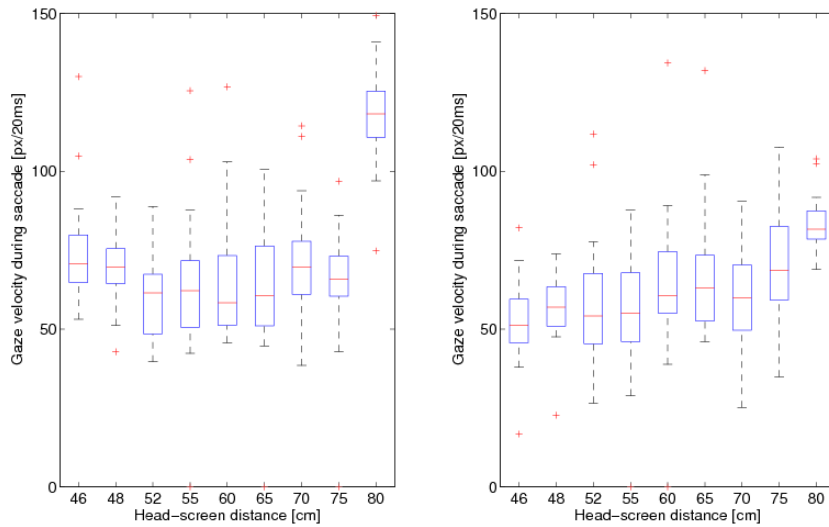 150
100
50
0
Gaze velocity during saccade [px/20ms]
46 48 52 55 60 65 70 75 80
Head-screen distance [cm]
150
100
50
0
Gaze velocity during saccade [px/20ms]
46 48 52 55 60 65 70 75 80
Head-screen distance [cm]